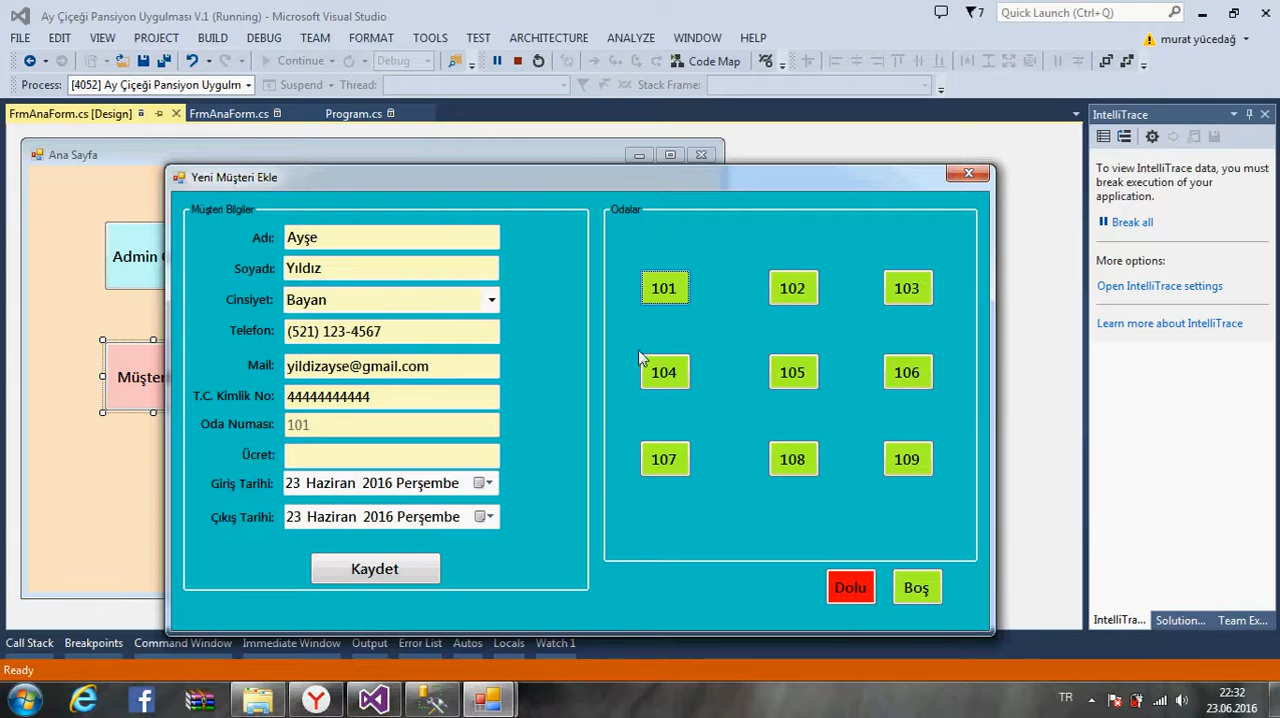 Ay Çiçeği Pansiyon Uygulması V.1 (Running) - Microsoft Visual Studio
7
Quick Launch (Ctrl+Q)
FILE EDIT VIEW PROJECT BUILD DEBUG TEAM FORMAT TOOLS TEST ARCHITECTURE ANALYZE WINDOW HELP
murat yücedağ
Continue Debug Code Map
Process: [4052] Ay Çiçeği Pansiyon Uygulm Suspend Thread: Stack Frame:
FrmAnaForm.cs [Design] FrmAnaForm.cs Program.cs
IntelliTrace
Ana Sayfa
Admin
Müşter
Yeni Müşteri Ekle
Müşteri Bilgiler
Adı: Ayşe
Soyadı: Yıldız
Cinsiyet: Bayan
Telefon: (521) 123-4567
Mail: yildizayse@gmail.com
T.C. Kimlik No: 44444444444
Oda Numası: 101
Ücret:
Giriş Tarihi: 23 Haziran 2016 Perşembe
Çıkış Tarihi: 23 Haziran 2016 Perşembe
Kaydet
Odalar
101 102 103
104 105 106
107 108 109
Dolu Boş
To view IntelliTrace data, you must
break execution of your
application.
Break all
More options:
Open IntelliTrace settings
Learn more about IntelliTrace
IntelliTra... Solution... Team Ex...
Call Stack Breakpoints Command Window Immediate Window Output Error List Autos Locals Watch 1
Ready
TR
22:32
23.06.2016